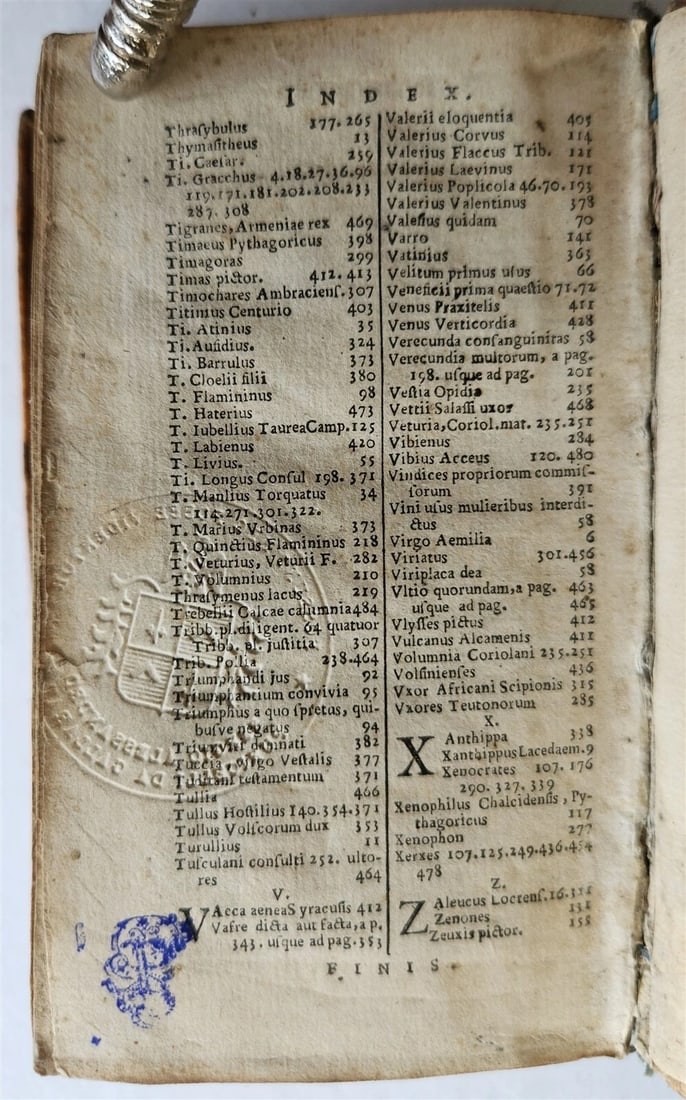 INDEX.
Thraſybulus 177.265
Thymaſitheus 13
Ti. Caeſar. 259
Ti. Gracchus 4.18.27.36.96
119.171.181.202.208.233
287.308
Tigranes, Armeniae rex 469
Timaeus Pythagoricus 398
Timagoras 299
Timas pictor. 412.413
Timochares Ambracienſ.307
Titinius Centurio 403
Ti. Atinius 35
Ti. Aufidius. 324
Ti. Barrulus 373
T. Cloelii filii 380
T. Flamininus 98
T. Haterius 473
T. Iubellius TaureaCamp.125
T. Labienus 420
T. Livius. 55
Ti. Longus Conſul 198.371
T. Manlius Torquatus 34
114.271.301.322.
T. Marius Vrbinas 373
T. Quinctius Flamininus 218
T. Veturius, Veturii F. 282
T. Volumnius 210
Thraſymenus lacus 219
Trebellii Calcae calumnia 484
Tribb.pl.diligent. 64 quatuor
Tribb. pl. juſtitia 307
Trib. Pollia 238.464
Triumphandi jus 92
Triumphantium convivia 95
Triumphus a quo ſpretus, qui-
buſve negatus 94
Triumviri damnati 382
Tuccia virgo Veſtalis 377
Tuditani teſtamentum 371
Tullia 466
Tullus Hoſtilius 140.354.371
Tullus Volſcorum dux 353
Turullius 11
Tuſculani conſulti 252. ulto-
res 464
V.
VAcca aeneaS yracuſis 412
Vafre dicta aut facta, a p.
343. uſque ad pag. 353
Valerii eloquentia 405
Valerius Corvus 114
Valerius Flaccus Trib. 121
Valerius Laevinus 171
Valerius Poplicola 46.70.193
Valerius Valentinus 378
Valeſius quidam 70
Varro 141
Vatinius 363
Velitum primus uſus 66
Veneficii prima quaeſtio 71.72
Venus Praxitelis 411
Venus Verticordia 428
Verecunda conſanguinitas 58
Verecundia multorum, a pag.
198. uſque ad pag. 201
Veſtia Opidia 235
Vettii Salaſſi uxor 468
Veturia, Coriol.mat. 235.251
Vibienus 284
Vibius Acceus 120.480
Vindices propriorum commiſ-
ſorum 391
Vini uſus mulieribus interdi-
ctus 58
Virgo Aemilia 6
Viriatus 301.456
Viriplaca dea 58
Vltio quorundam, a pag. 463
uſque ad pag. 465
Vlyſſes pictus 412
Vulcanus Alcamenis 411
Volumnia Coriolani 235.251
Volſinienſes 436
Vxor Africani Scipionis 315
Vxores Teutonorum 285
X.
XAnthippa 338
XanthippusLacedaem.9
Xenocrates 107.176
290.327.339
Xenophilus Chalcidenſis, Py-
thagoricus 117
Xenophon 277
Xerxes 107.125.249.436.454
478
Z.
ZAleucus Locrenſ.16.311
Zenones 131
Zeuxis pictor. 155
FINIS.